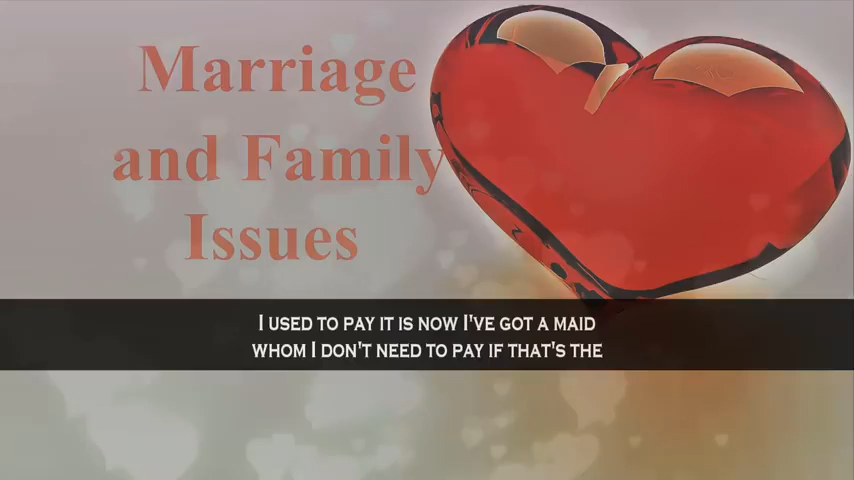 Marriage
and Family
Issues
I USED TO PAY IT IS NOW I'VE GOT A MAID
WHOM I DON'T NEED TO PAY IF THAT'S THE